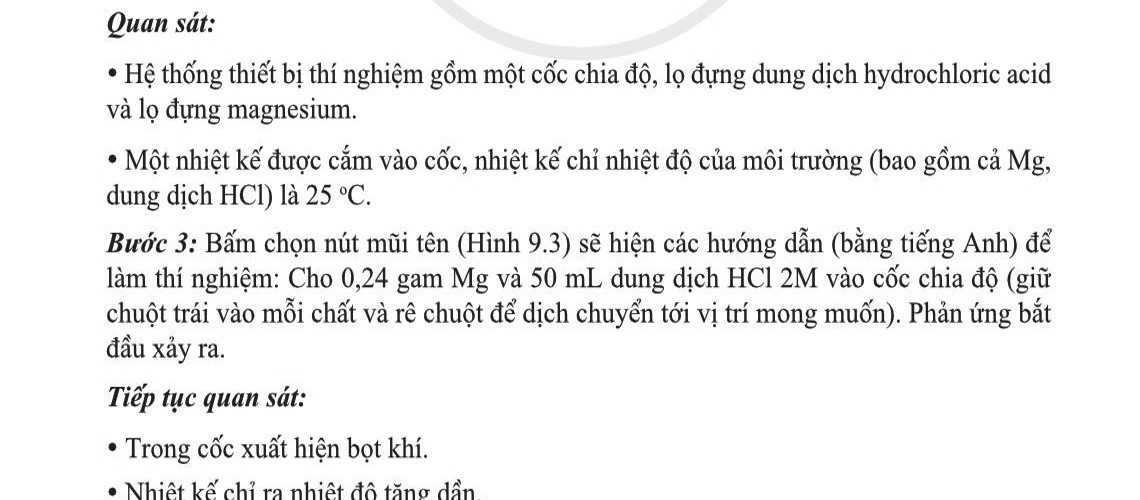 Quan sát:
• Hệ thống thiết bị thí nghiệm gồm một cốc chia độ, lọ đựng dung dịch hydrochloric acid
và lọ đựng magnesium.
• Một nhiệt kế được cắm vào cốc, nhiệt kế chỉ nhiệt độ của môi trường (bao gồm cả Mg,
dung dịch HCl) là 25 °C.
Bước 3: Bấm chọn nút mũi tên (Hình 9.3) sẽ hiện các hướng dẫn (bằng tiếng Anh) để
làm thí nghiệm: Cho 0,24 gam Mg và 50 mL dung dịch HCl 2M vào cốc chia độ (giữ
chuột trái vào mỗi chất và rê chuột để dịch chuyển tới vị trí mong muốn). Phản ứng bắt
đầu xảy ra.
Tiếp tục quan sát:
• Trong cốc xuất hiện bọt khí.
• Nhiệt kế chỉ ra nhiệt độ tăng dần.